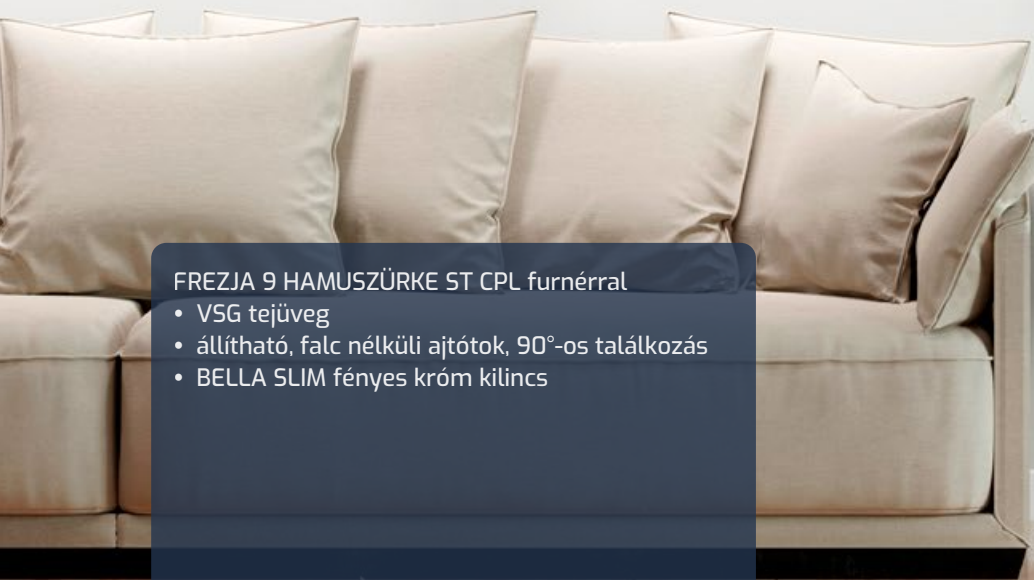 FREZJA 9 HAMUSZÜRKE ST CPL furnérral
• VSG tejüveg
• állítható, falc nélküli ajtótok, 90°-os találkozás
• BELLA SLIM fényes króm kilincs